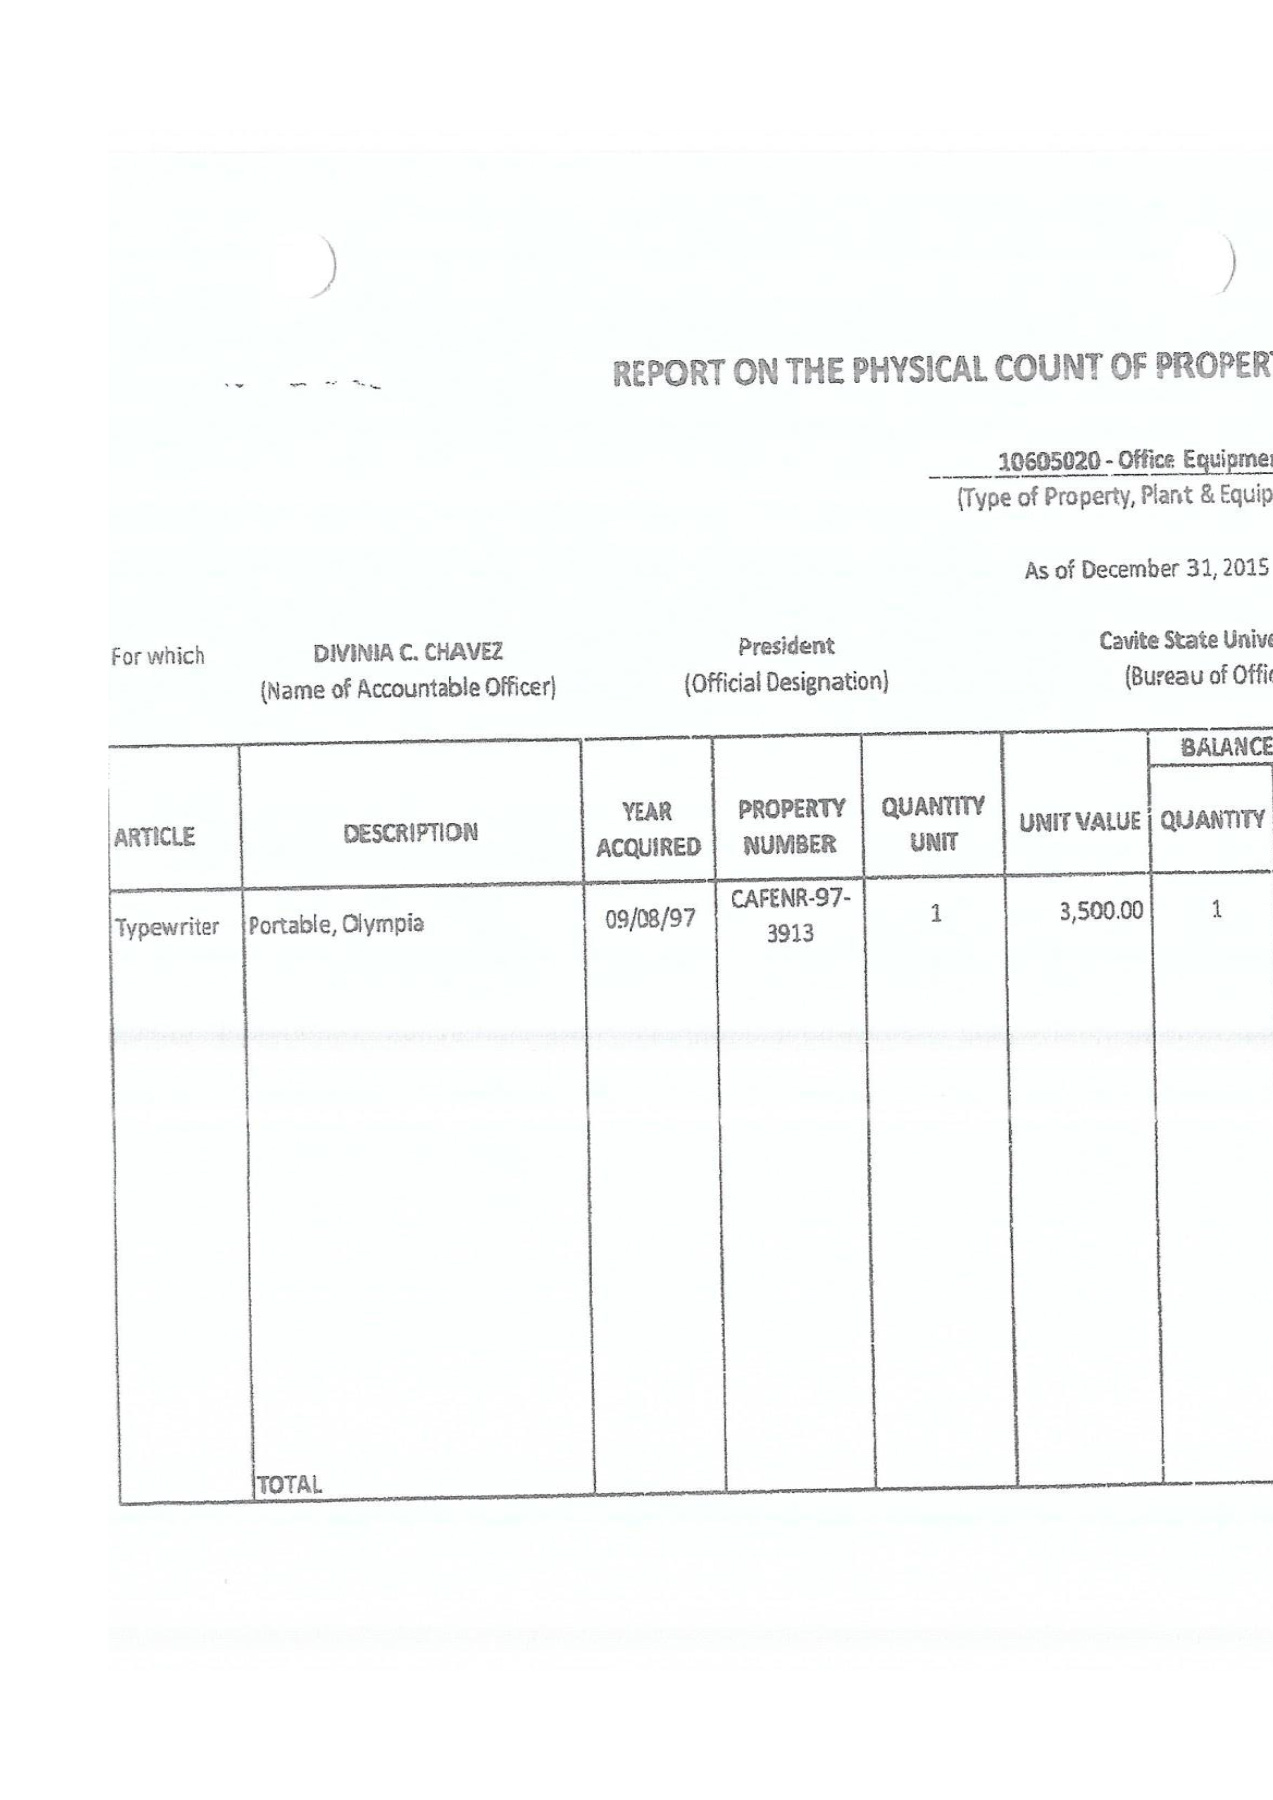 REPORT ON THE PHYSICAL COUNT OF PROPERT
10605020 - Office Equipme
(Type of Property, Plant & Equip
As of December 31, 2015
For which DIVINIA C. CHAVEZ President Cavite State Unive
(Name of Accountable Officer) (Official Designation) (Bureau of Offic
BALANCE
ARTICLE DESCRIPTION YEAR ACQUIRED PROPERTY NUMBER QUANTITY UNIT UNIT VALUE QUANTITY
Typewriter Portable, Olympia 09/08/97 CAFENR-97-3913 1 3,500.00 1
TOTAL